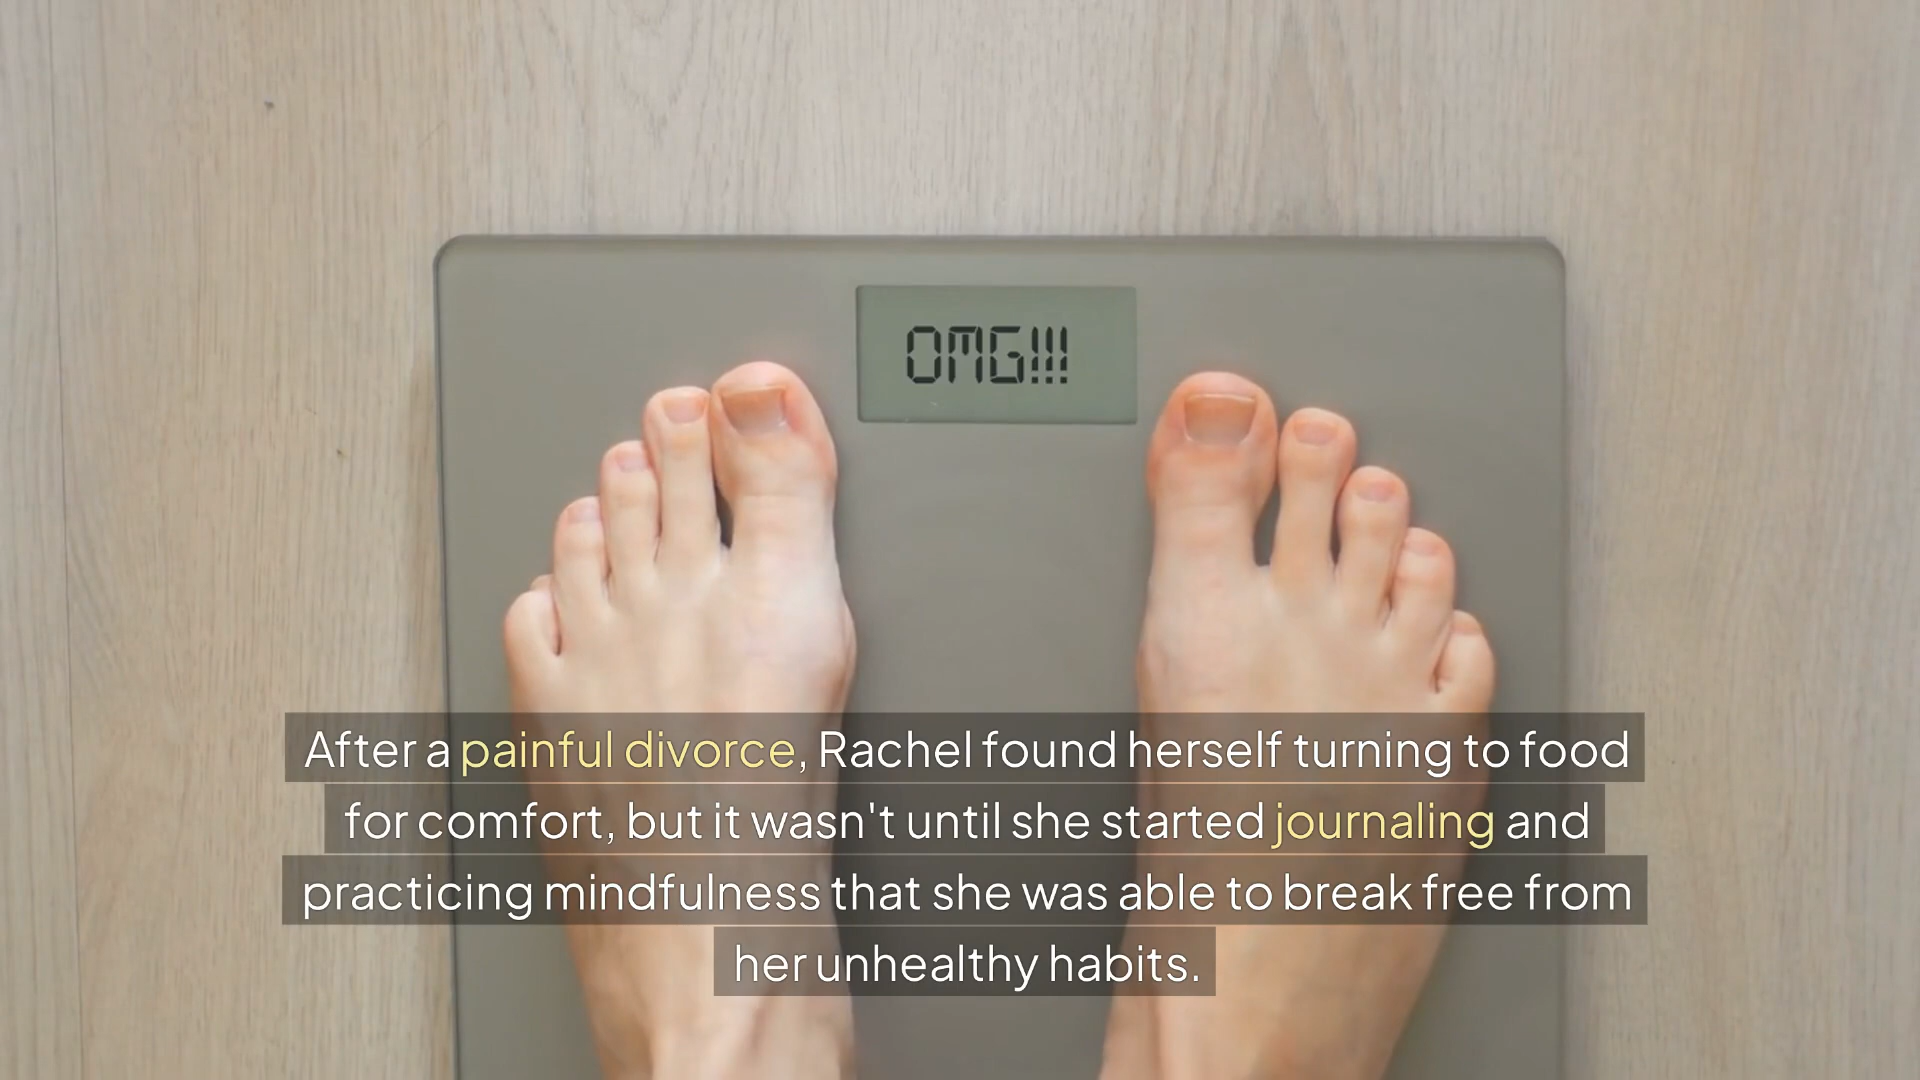 OMG!!!
After a painful divorce, Rachel found herself turning to food
for comfort, but it wasn't until she started journaling and
practicing mindfulness that she was able to break free from
her unhealthy habits.